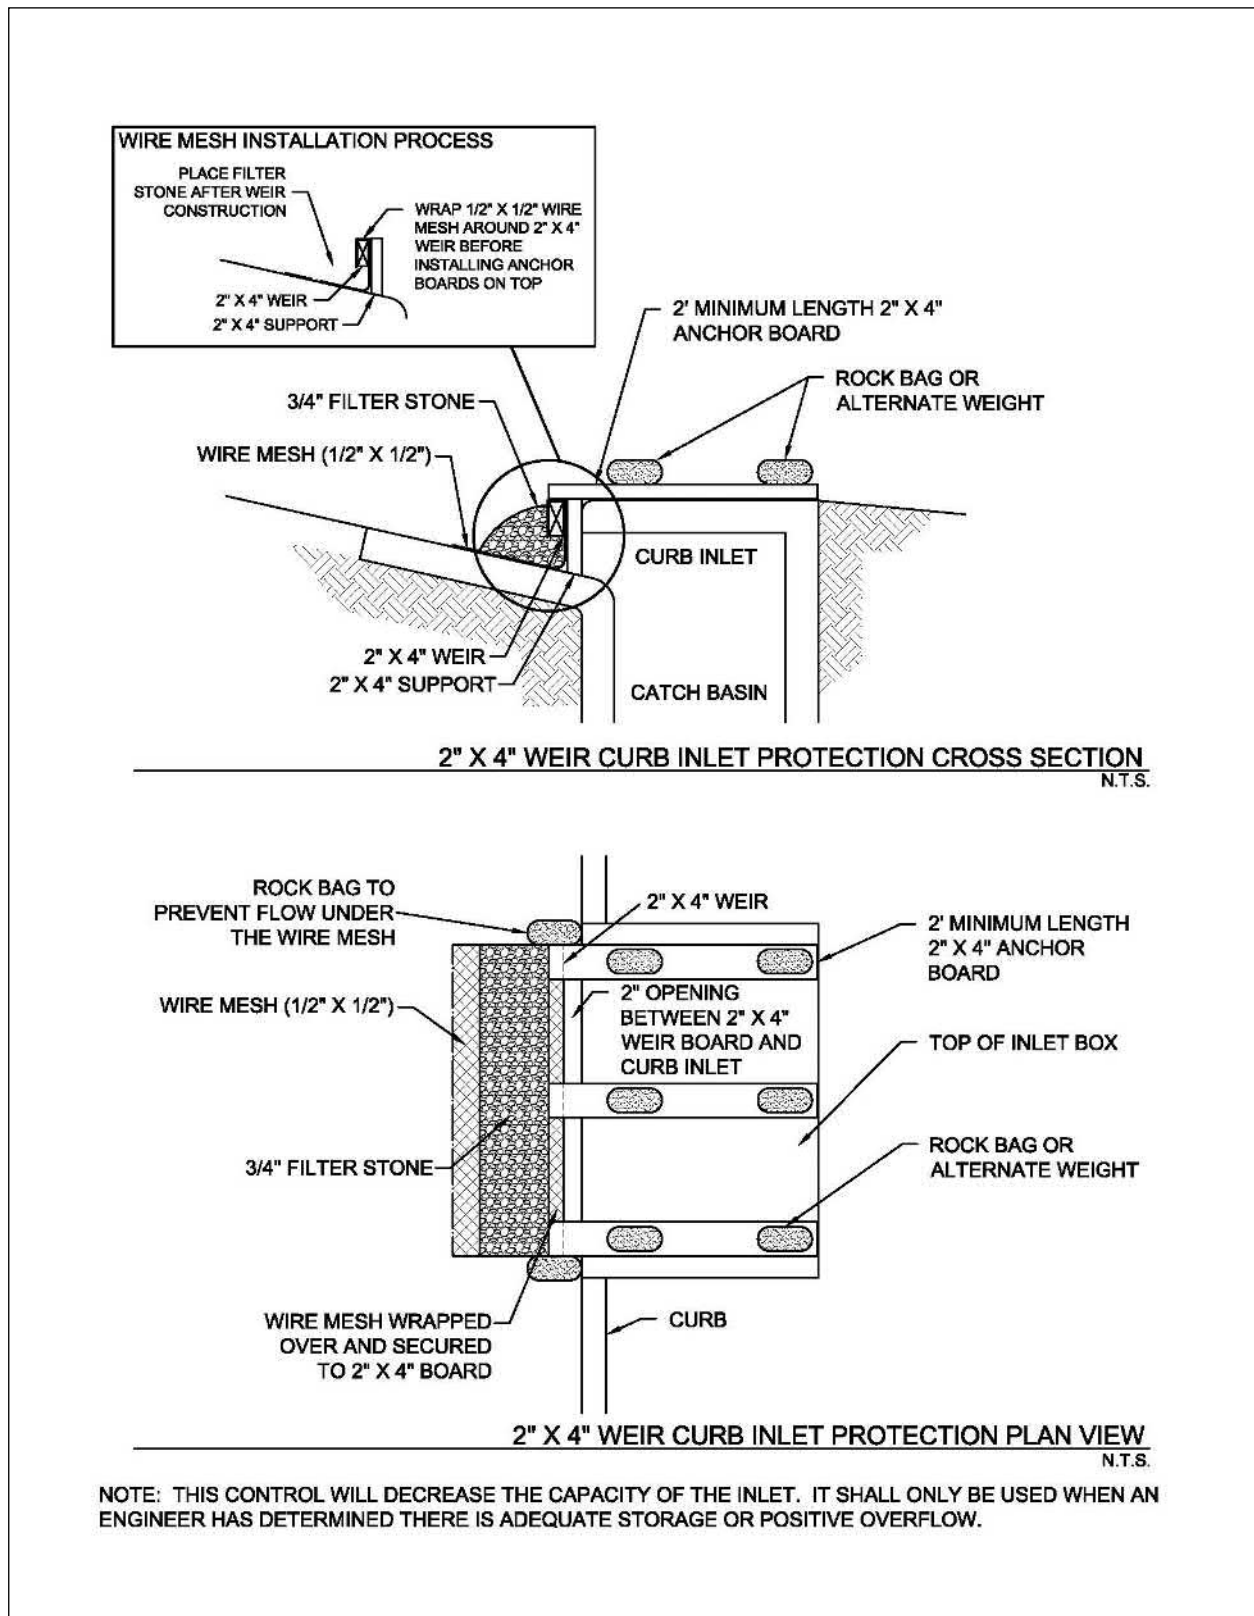 WIRE MESH INSTALLATION PROCESS
PLACE FILTER
STONE AFTER WEIR
CONSTRUCTION
WRAP 1/2" X 1/2" WIRE
MESH AROUND 2" X 4"
WEIR BEFORE
INSTALLING ANCHOR
BOARDS ON TOP
2" X 4" WEIR
2" X 4" SUPPORT
2' MINIMUM LENGTH 2" X 4"
ANCHOR BOARD
ROCK BAG OR
ALTERNATE WEIGHT
3/4" FILTER STONE
WIRE MESH (1/2" X 1/2")
CURB INLET
2" X 4" WEIR
2" X 4" SUPPORT
CATCH BASIN
2" X 4" WEIR CURB INLET PROTECTION CROSS SECTION
N.T.S.
ROCK BAG TO
PREVENT FLOW UNDER
THE WIRE MESH
2" X 4" WEIR
2' MINIMUM LENGTH
2" X 4" ANCHOR
BOARD
WIRE MESH (1/2" X 1/2")
2" OPENING
BETWEEN 2" X 4"
WEIR BOARD AND
CURB INLET
TOP OF INLET BOX
3/4" FILTER STONE
ROCK BAG OR
ALTERNATE WEIGHT
WIRE MESH WRAPPED
OVER AND SECURED
TO 2" X 4" BOARD
CURB
2" X 4" WEIR CURB INLET PROTECTION PLAN VIEW
N.T.S.
NOTE: THIS CONTROL WILL DECREASE THE CAPACITY OF THE INLET. IT SHALL ONLY BE USED WHEN AN
ENGINEER HAS DETERMINED THERE IS ADEQUATE STORAGE OR POSITIVE OVERFLOW.